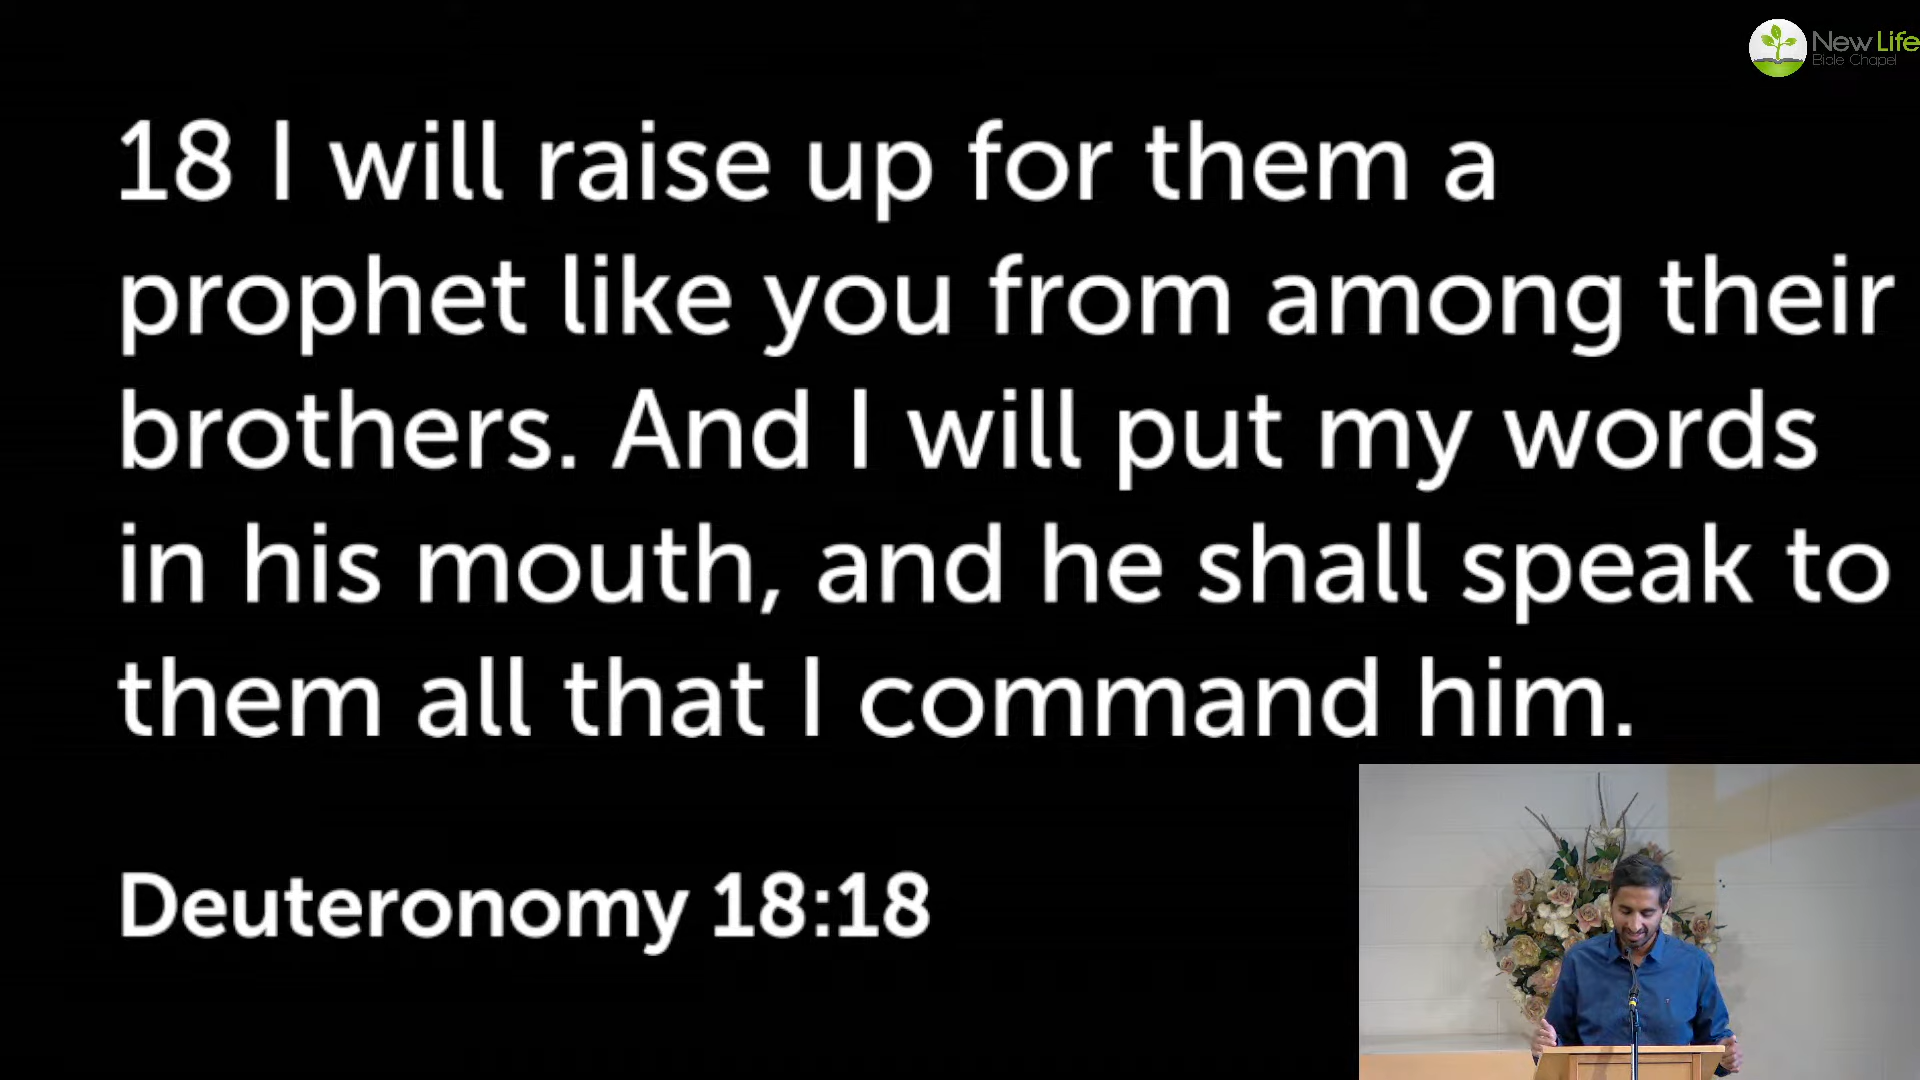 New Life
Bible Chapel
18 I will raise up for them a
prophet like you from among their
brothers. And I will put my words
in his mouth, and he shall speak to
them all that I command him.
Deuteronomy 18:18